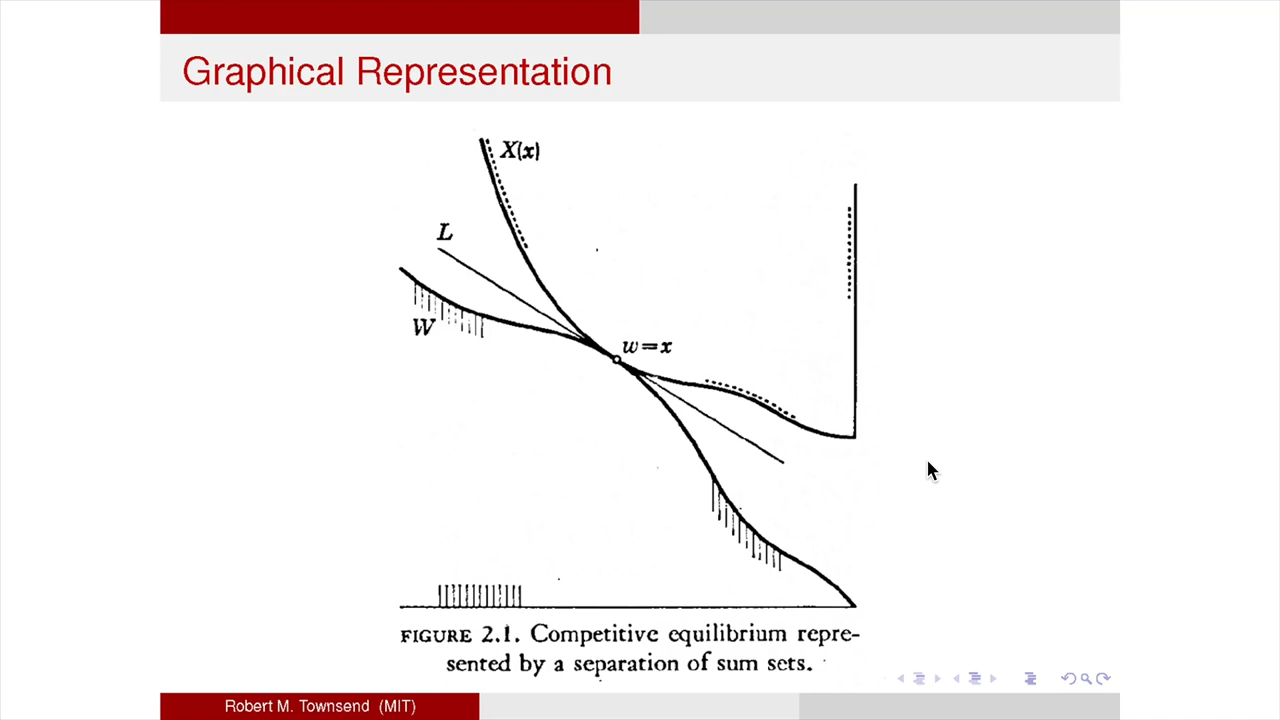 Graphical Representation
X(x)
L
W
w=x
FIGURE 2.1. Competitive equilibrium repre-
sented by a separation of sum sets.
Robert M. Townsend (MIT)